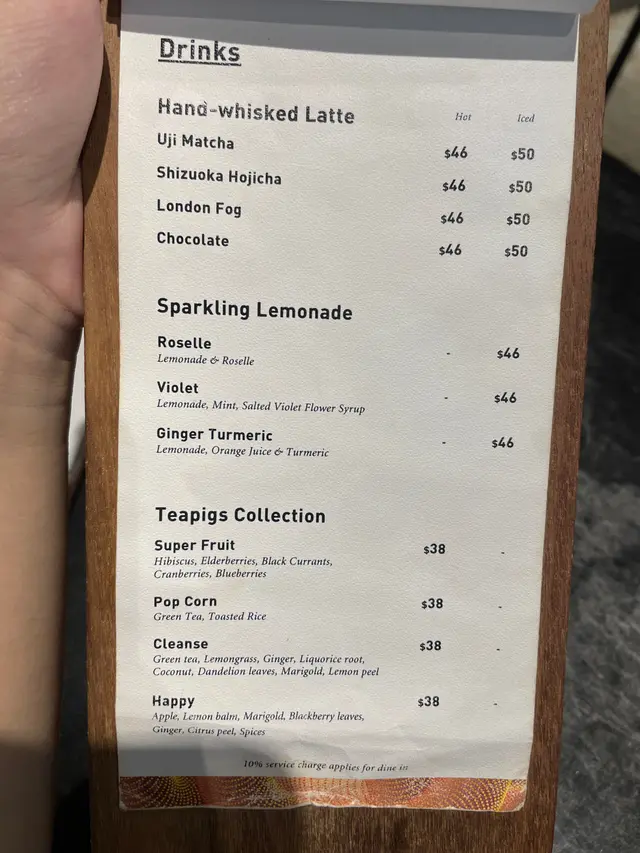 Drinks
Hand-whisked Latte Hot Iced
Uji Matcha $46 $50
Shizuoka Hojicha $46 $50
London Fog $46 $50
Chocolate $46 $50
Sparkling Lemonade
Roselle - $46
Lemonade & Roselle
Violet - $46
Lemonade, Mint, Salted Violet Flower Syrup
Ginger Turmeric - $46
Lemonade, Orange Juice & Turmeric
Teapigs Collection
Super Fruit $38 -
Hibiscus, Elderberries, Black Currants,
Cranberries, Blueberries
Pop Corn $38 -
Green Tea, Toasted Rice
Cleanse $38 -
Green tea, Lemongrass, Ginger, Liquorice root,
Coconut, Dandelion leaves, Marigold, Lemon peel
Happy $38 -
Apple, Lemon balm, Marigold, Blackberry leaves,
Ginger, Citrus peel, Spices
10% service charge applies for dine in